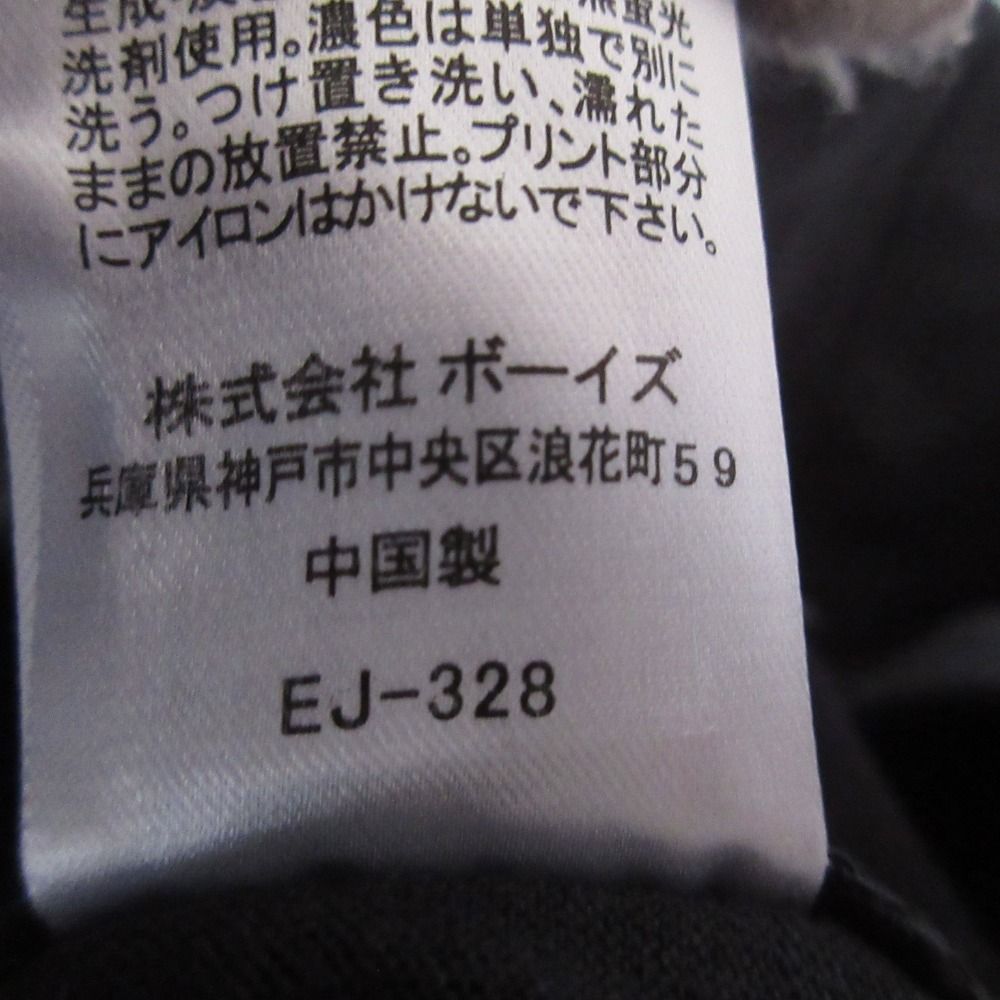 洗剤使用。濃色は単独で別に
洗う。つけ置き洗い、濡れた
ままの放置禁止。プリント部分
にアイロンはかけないで下さい。
株式会社 ボーイズ
兵庫県神戸市中央区浪花町59
中国製
EJ-328